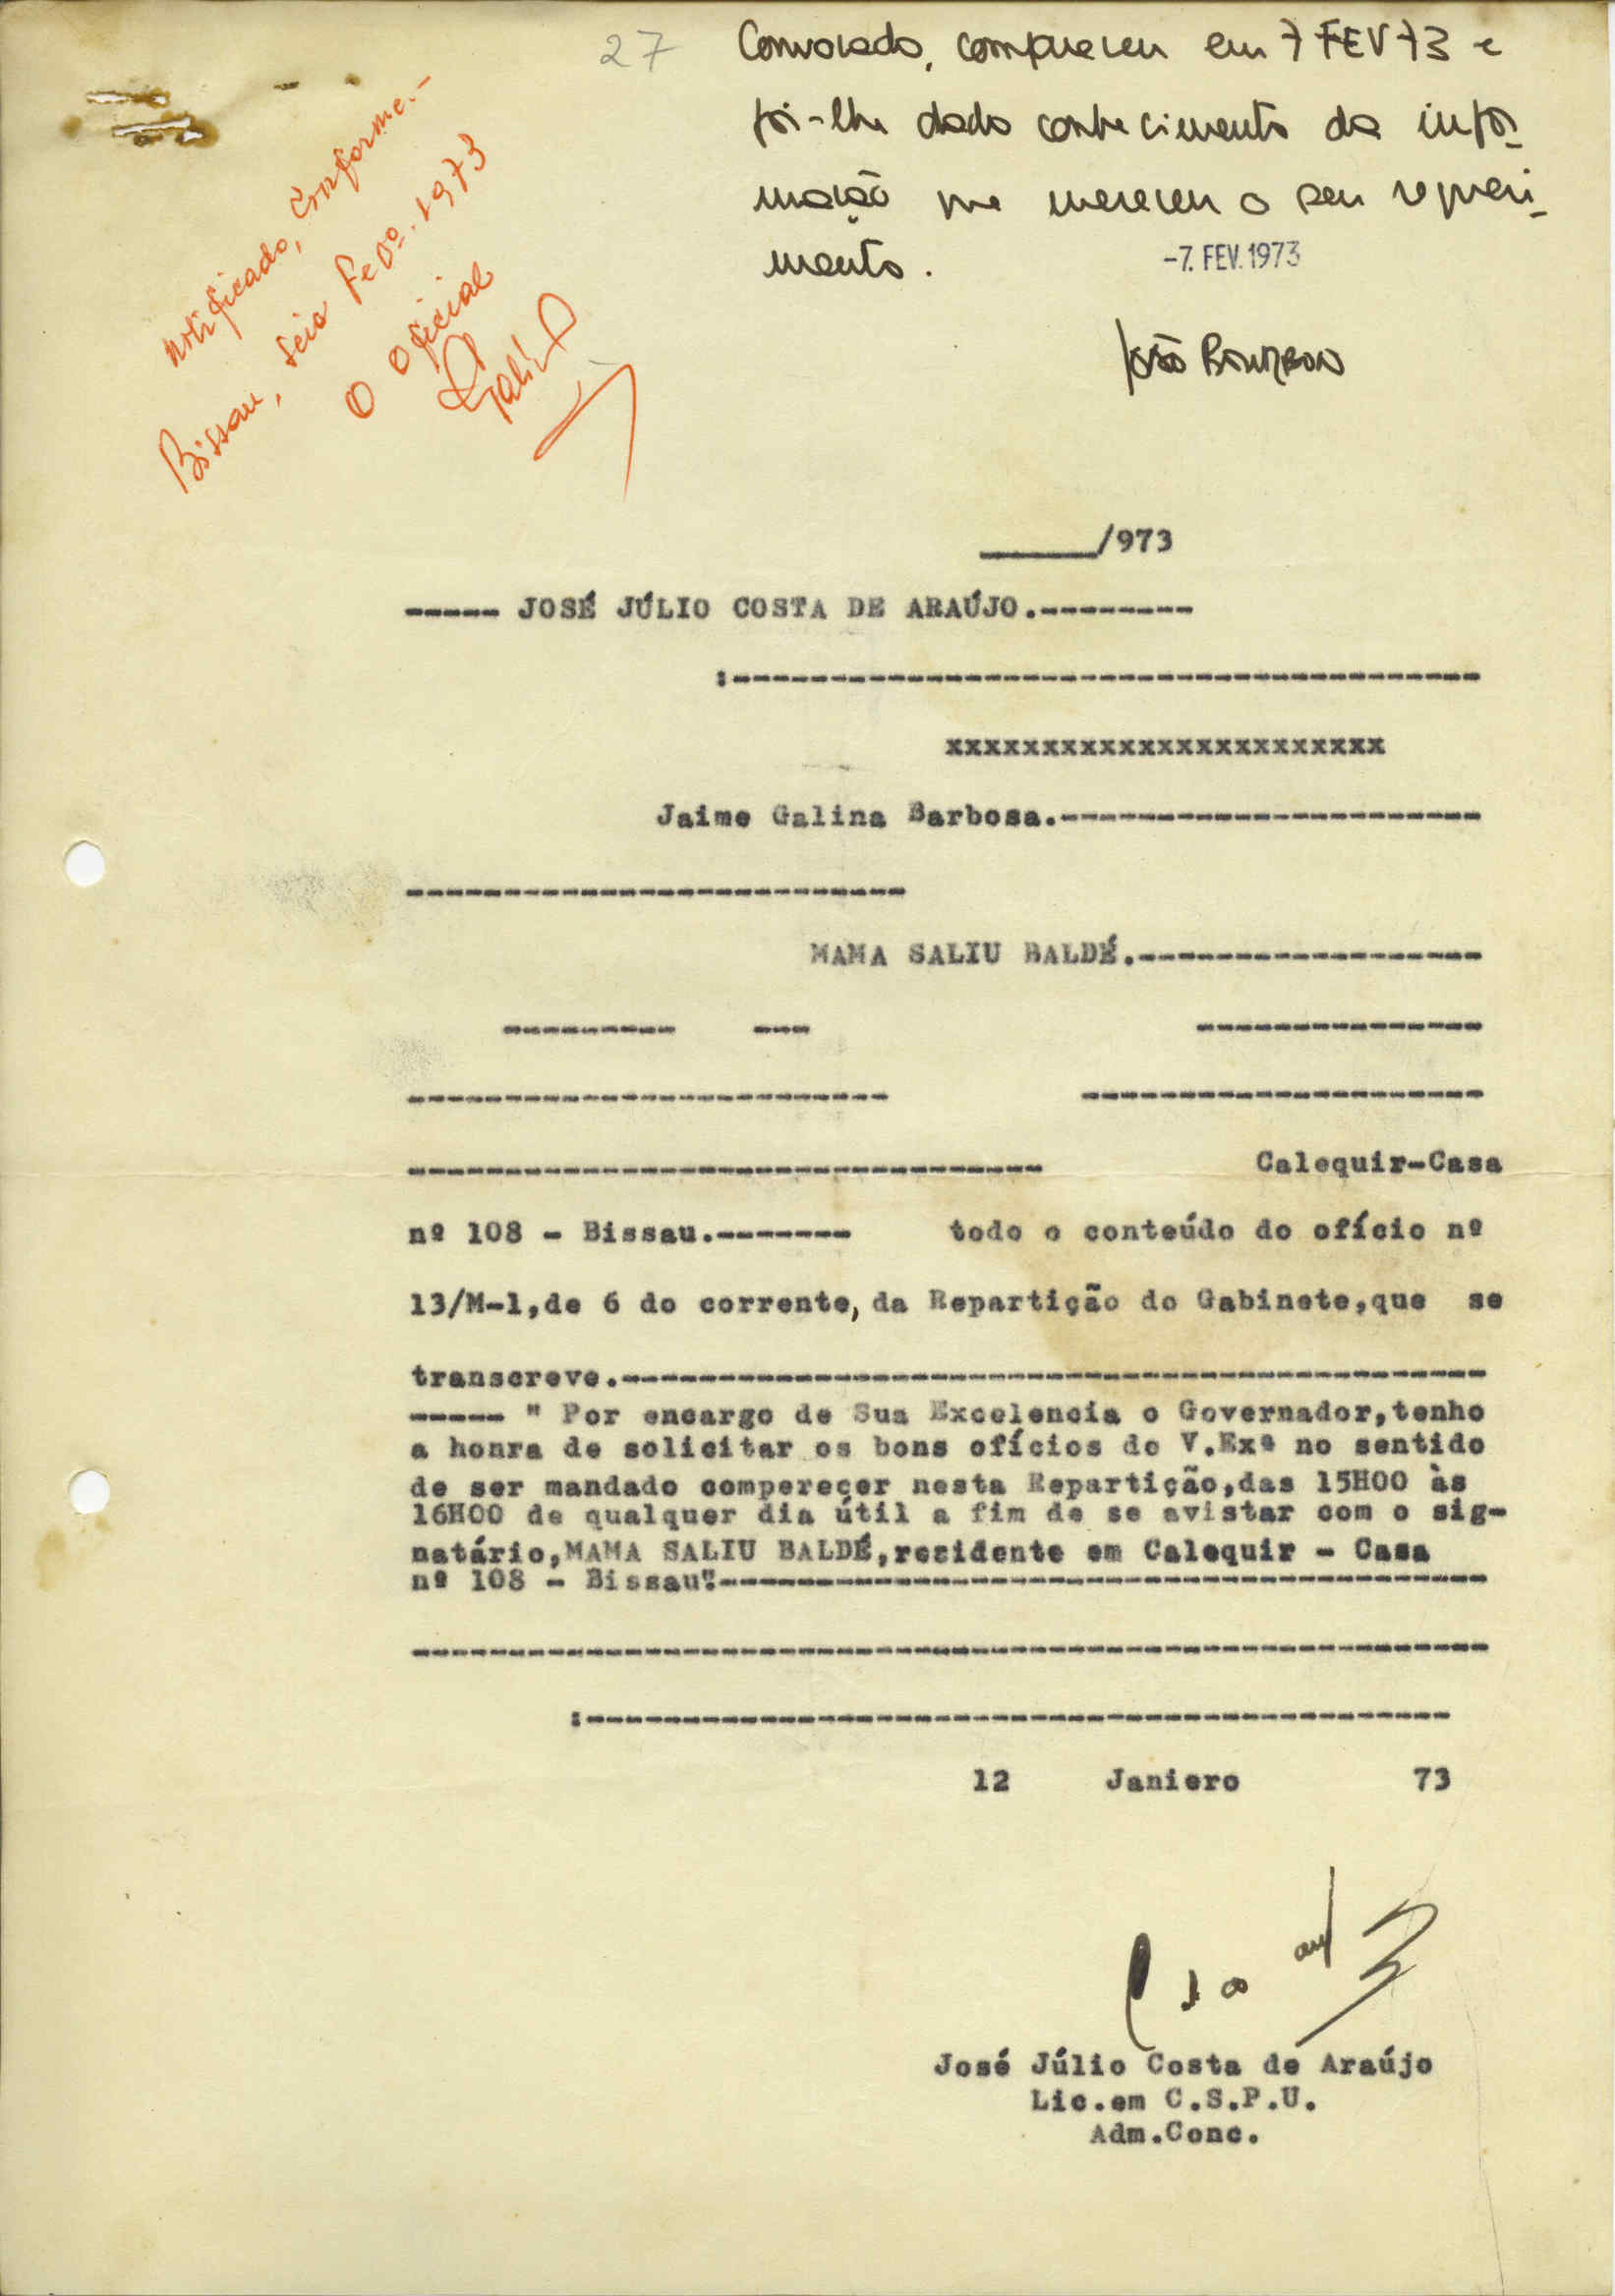 27
Convocado, compareceu em 7 FEV 73 e
foi-lhe dado conhecimento da infor-
mação que mereceu o seu requeri-
mento.
-7. FEV. 1973
João
Notificado, Conforme.-
Bissau, seis Fevº. 1973
O Oficial
_____/973
----- JOSÉ JÚLIO COSTA DE ARAÚJO.--------
:---------------------------------------
xxxxxxxxxxxxxxxxxxxxxxx
Jaime Galina Barbosa.----------------------
--------------------------
MAMA SALIU BALDÉ.------------------
--------- --- ---------------
------------------------- ---------------------
--------------------------------- Calequir-Casa
nº 108 - Bissau.------- todo o conteúdo do ofício nº
13/M-1,de 6 do corrente, da Repartição do Gabinete,que se
transcreve.---------------------------------------------
----- " Por encargo de Sua Excelencia o Governador,tenho
a honra de solicitar os bons ofícios de V.Exª no sentido
de ser mandado compereçer nesta Repartição,das 15H00 às
16H00 de qualquer dia útil a fim de se avistar com o sig-
natário,MAMA SALIU BALDÉ,residente em Calequir - Casa
nº 108 - Bissau".----------------------------------------
--------------------------------------------------------
:---------------------------------------------
12 Janiero 73
José Júlio Costa de Araújo
Lic.em C.S.P.U.
Adm.Conc.